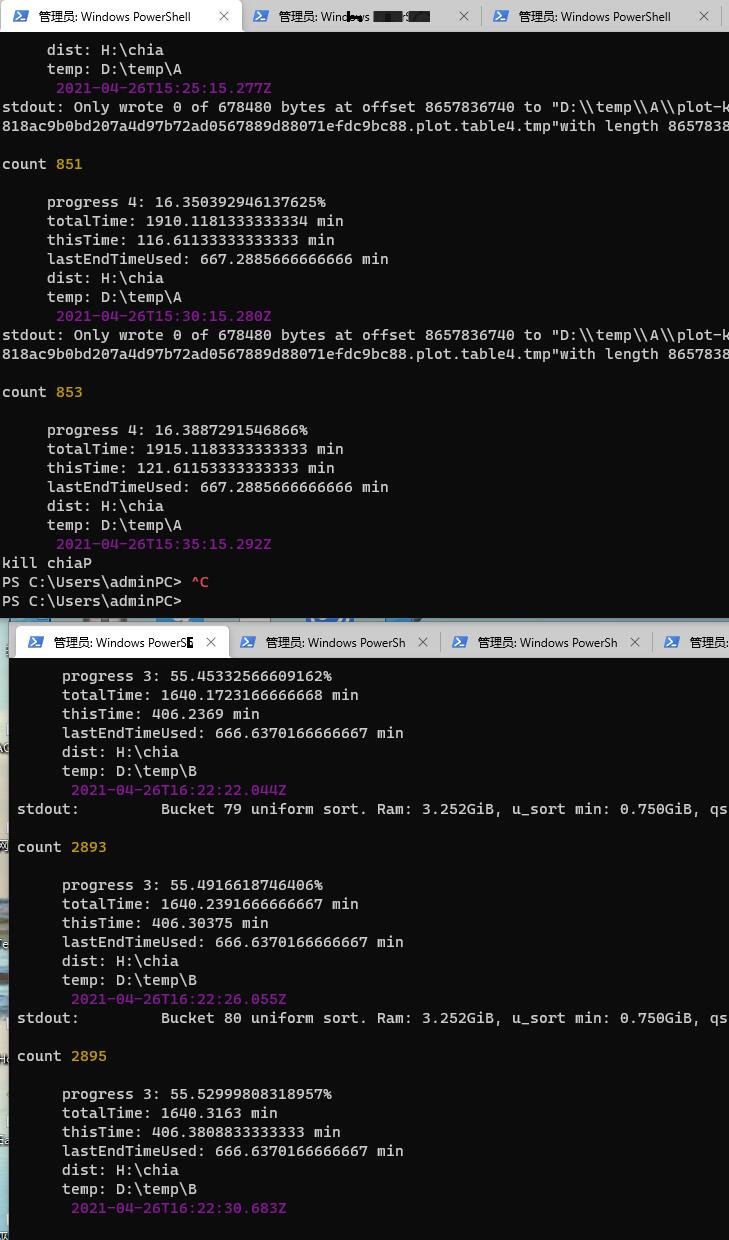 管理员: Windows PowerShell
管理员: Windows
管理员: Windows PowerShell
dist: H:\chia
temp: D:\temp\A
2021-04-26T15:25:15.277Z
stdout: Only wrote 0 of 678480 bytes at offset 8657836740 to "D:\\temp\\A\\plot-k
818ac9b0bd207a4d97b72ad0567889d88071efdc9bc88.plot.table4.tmp"with length 8657838
count 851
progress 4: 16.350392946137625%
totalTime: 1910.1181333333334 min
thisTime: 116.61133333333333 min
lastEndTimeUsed: 667.2885666666666 min
dist: H:\chia
temp: D:\temp\A
2021-04-26T15:30:15.280Z
stdout: Only wrote 0 of 678480 bytes at offset 8657836740 to "D:\\temp\\A\\plot-k
818ac9b0bd207a4d97b72ad0567889d88071efdc9bc88.plot.table4.tmp"with length 8657838
count 853
progress 4: 16.3887291546866%
totalTime: 1915.1183333333333 min
thisTime: 121.61153333333333 min
lastEndTimeUsed: 667.2885666666666 min
dist: H:\chia
temp: D:\temp\A
2021-04-26T15:35:15.292Z
kill chiaP
PS C:\Users\adminPC> ^C
PS C:\Users\adminPC>
管理员: Windows PowerS
管理员: Windows PowerSh
管理员: Windows PowerSh
管理员:
progress 3: 55.45332566609162%
totalTime: 1640.1723166666668 min
thisTime: 406.2369 min
lastEndTimeUsed: 666.6370166666667 min
dist: H:\chia
temp: D:\temp\B
2021-04-26T16:22:22.044Z
stdout: Bucket 79 uniform sort. Ram: 3.252GiB, u_sort min: 0.750GiB, qs
count 2893
progress 3: 55.4916618746406%
totalTime: 1640.2391666666667 min
thisTime: 406.30375 min
lastEndTimeUsed: 666.6370166666667 min
dist: H:\chia
temp: D:\temp\B
2021-04-26T16:22:26.055Z
stdout: Bucket 80 uniform sort. Ram: 3.252GiB, u_sort min: 0.750GiB, qs
count 2895
progress 3: 55.52999808318957%
totalTime: 1640.3163 min
thisTime: 406.3808833333333 min
lastEndTimeUsed: 666.6370166666667 min
dist: H:\chia
temp: D:\temp\B
2021-04-26T16:22:30.683Z